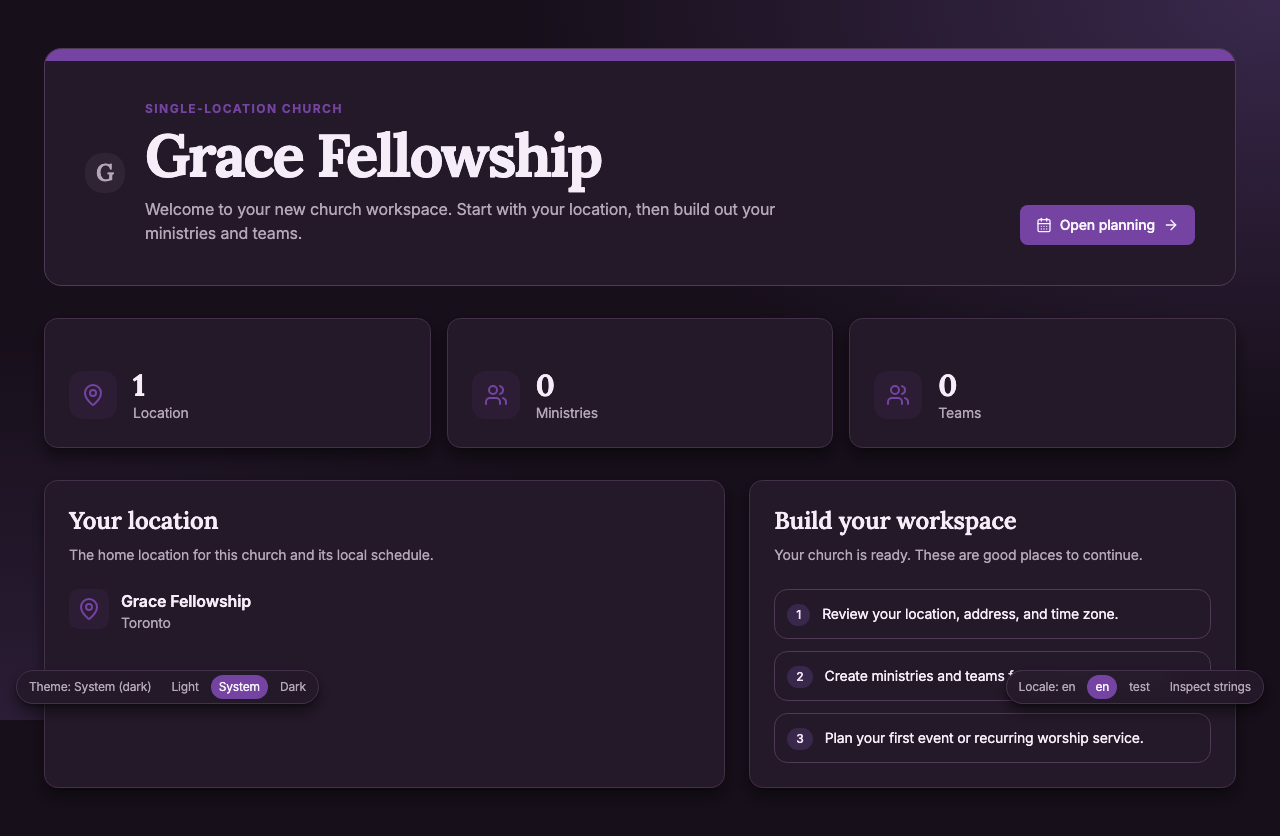 SINGLE-LOCATION CHURCH
G
Grace Fellowship
Welcome to your new church workspace. Start with your location, then build out your
ministries and teams.
Open planning
1
Location
0
Ministries
0
Teams
Your location
The home location for this church and its local schedule.
Grace Fellowship
Toronto
Build your workspace
Your church is ready. These are good places to continue.
1 Review your location, address, and time zone.
2 Create ministries and teams
3 Plan your first event or recurring worship service.
Theme: System (dark) Light System Dark
Locale: en en test Inspect strings